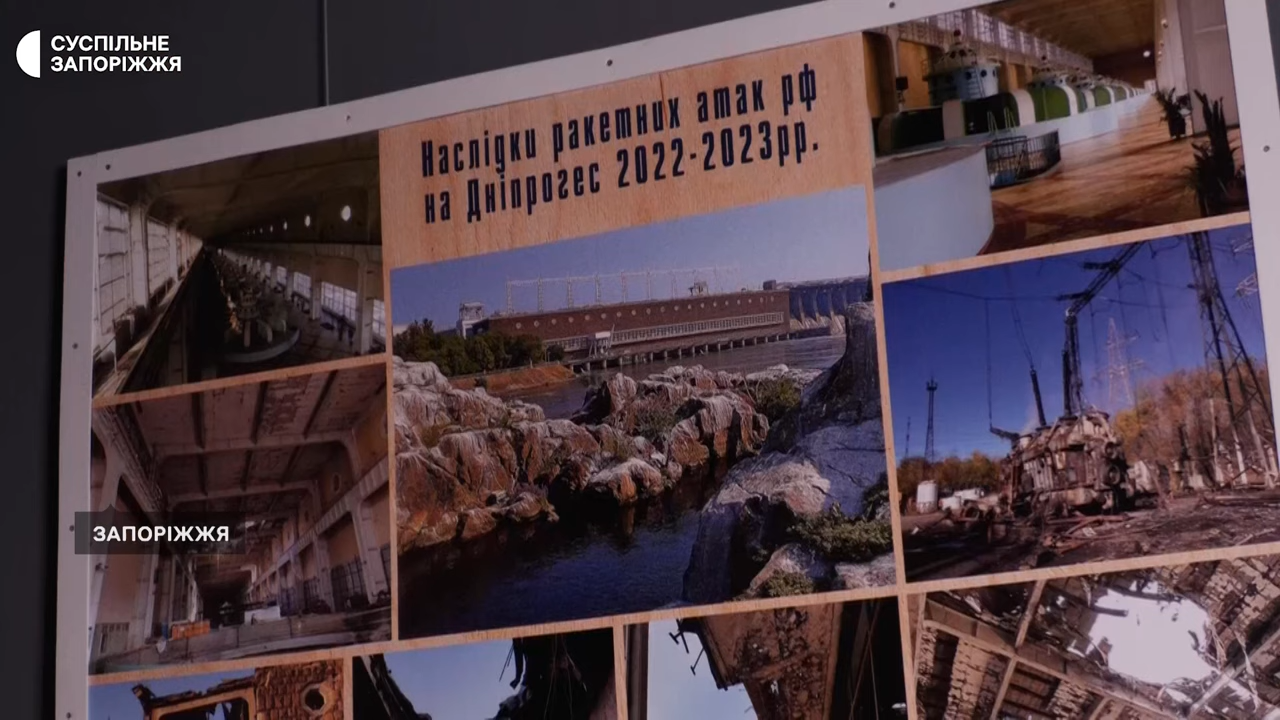 СУСПІЛЬНЕ
ЗАПОРІЖЖЯ
Наслідки ракетних атак рф
на Дніпрогес 2022-2023рр.
ЗАПОРІЖЖЯ